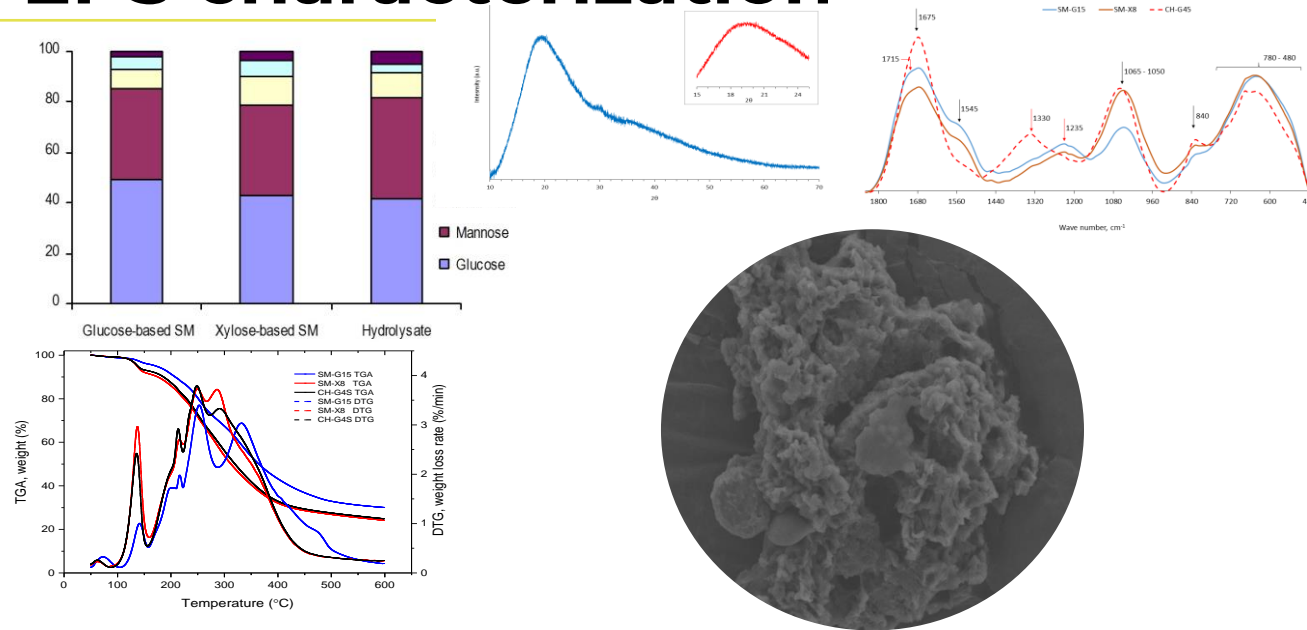 EPS characterization
100
80
60
40
20
0
Glucose-based SM
Xylose-based SM
Hydrolysate
Mannose
Glucose
Intensity (a.u.)
10
20
30
40
50
60
70
2θ
15
18
21
24
2θ
SM-G15
SM-X8
CH-G4S
1675
1715
1545
1330
1235
1065 - 1050
840
780 - 480
1800
1680
1560
1440
1320
1200
1080
960
840
720
600
4
Wave number, cm-1
100
80
60
40
20
0
TGA, weight (%)
SM-G15 TGA
SM-X8 TGA
CH-G4S TGA
SM-G15 DTG
SM-X8 DTG
CH-G4S DTG
4
3
2
1
0
DTG, weight loss rate (%/min)
0
100
200
300
400
500
600
Temperature (°C)